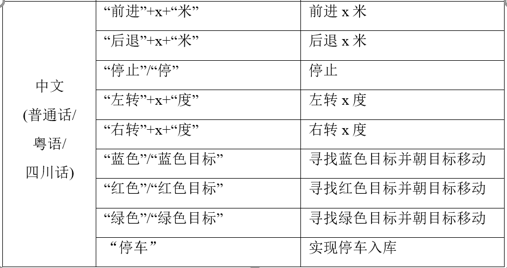 中文
(普通话/
粤语/
四川话)
“前进”+x+“米” 前进 x 米
“后退”+x+“米” 后退 x 米
“停止”/“停” 停止
“左转”+x+“度” 左转 x 度
“右转”+x+“度” 右转 x 度
“蓝色”/“蓝色目标” 寻找蓝色目标并朝目标移动
“红色”/“红色目标” 寻找红色目标并朝目标移动
“绿色”/“绿色目标” 寻找绿色目标并朝目标移动
“停车” 实现停车入库